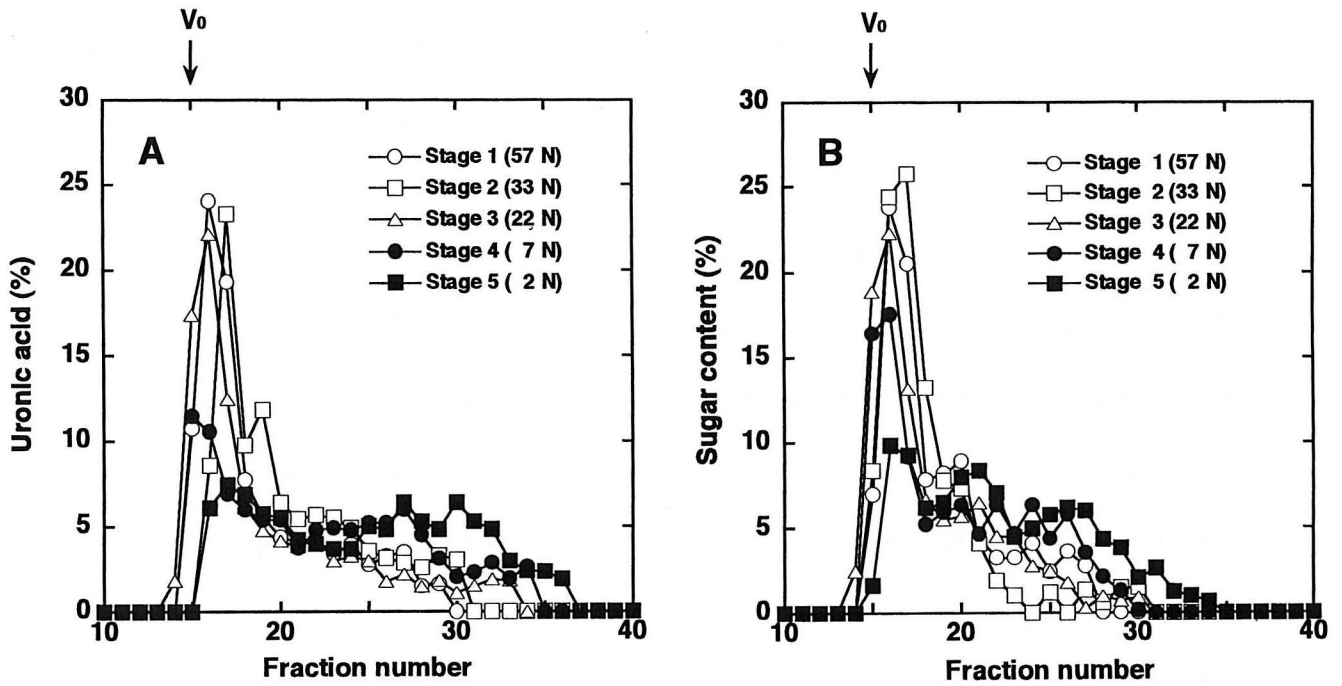 V0
30
25
20
15
10
5
0
Uronic acid (%)
A
Stage 1 (57 N)
Stage 2 (33 N)
Stage 3 (22 N)
Stage 4 ( 7 N)
Stage 5 ( 2 N)
10 20 30 40
Fraction number
V0
30
25
20
15
10
5
0
Sugar content (%)
B
Stage 1 (57 N)
Stage 2 (33 N)
Stage 3 (22 N)
Stage 4 ( 7 N)
Stage 5 ( 2 N)
10 20 30 40
Fraction number